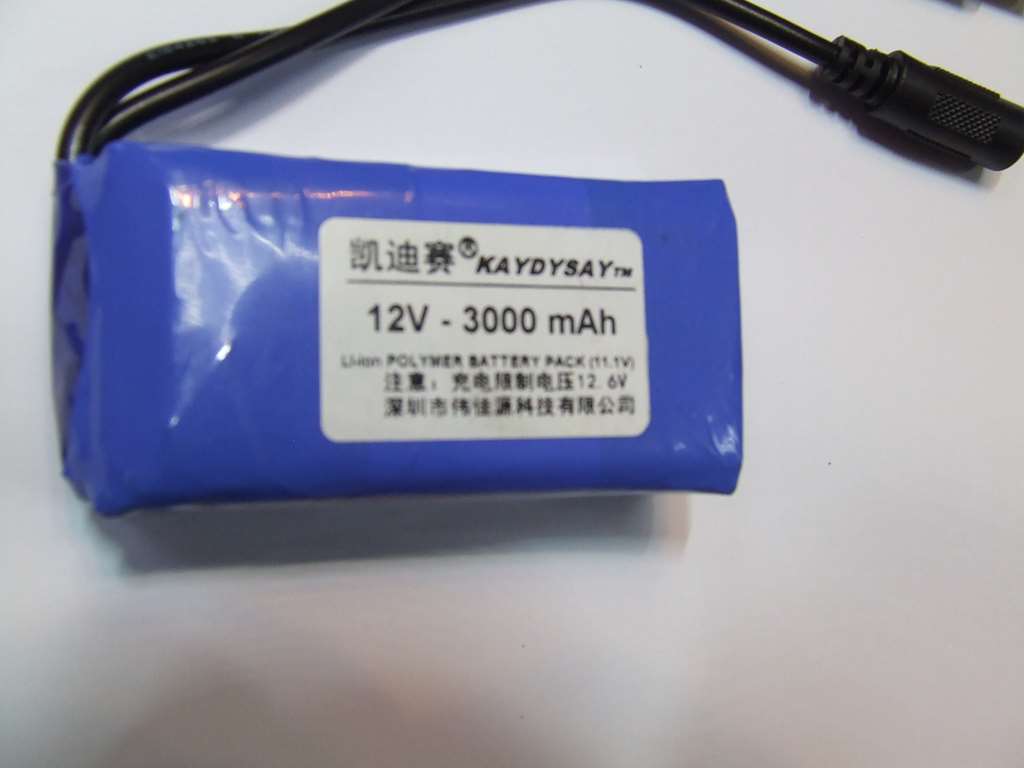 凯迪赛® KAYDYSAY™
12V - 3000 mAh
Li-ion POLYMER BATTERY PACK (11.1V)
注意：充电限制电压12.6V
深圳市伟佳源科技有限公司